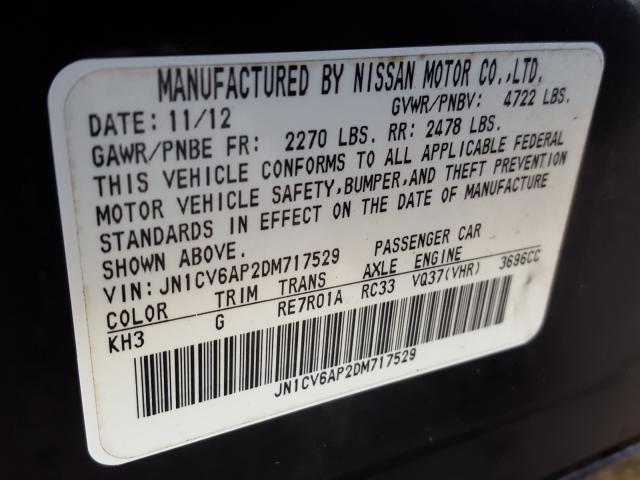 MANUFACTURED BY NISSAN MOTOR CO.,LTD.
DATE: 11/12 GVWR/PNBV: 4722 LBS.
GAWR/PNBE FR: 2270 LBS. RR: 2478 LBS.
THIS VEHICLE CONFORMS TO ALL APPLICABLE FEDERAL
MOTOR VEHICLE SAFETY,BUMPER,AND THEFT PREVENTION
STANDARDS IN EFFECT ON THE DATE OF MANUFACTURE
SHOWN ABOVE.
VIN: JN1CV6AP2DM717529 PASSENGER CAR
COLOR TRIM TRANS AXLE ENGINE
KH3 G RE7R01A RC33 VQ37(VHR) 3696CC
JN1CV6AP2DM717529